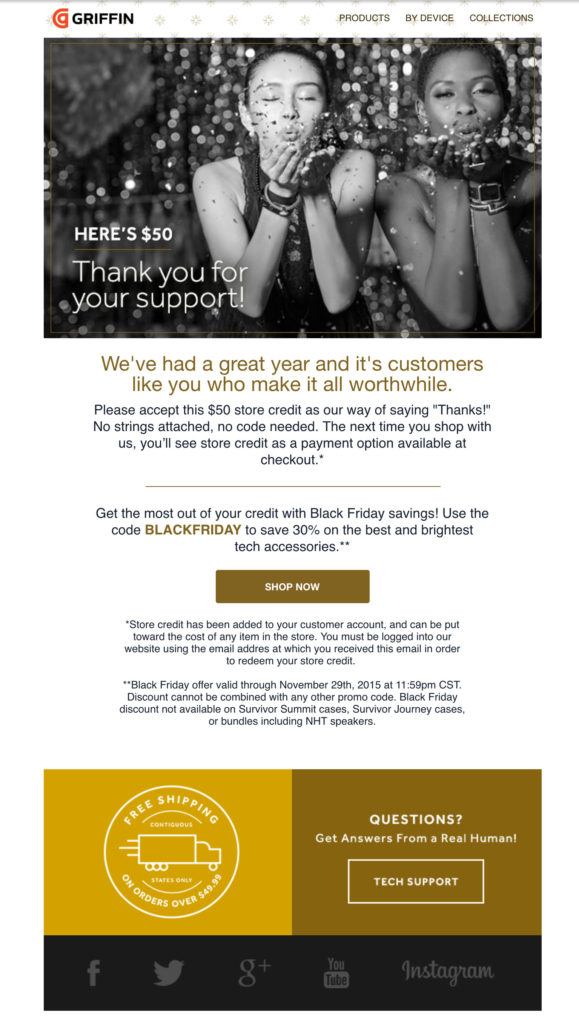 GRIFFIN
PRODUCTS BY DEVICE COLLECTIONS
HERE'S $50
Thank you for
your support!
We've had a great year and it's customers
like you who make it all worthwhile.
Please accept this $50 store credit as our way of saying "Thanks!"
No strings attached, no code needed. The next time you shop with
us, you’ll see store credit as a payment option available at
checkout.*
Get the most out of your credit with Black Friday savings! Use the
code BLACKFRIDAY to save 30% on the best and brightest
tech accessories.**
SHOP NOW
*Store credit has been added to your customer account, and can be put
toward the cost of any item in the store. You must be logged into our
website using the email addres at which you received this email in order
to redeem your store credit.
**Black Friday offer valid through November 29th, 2015 at 11:59pm CST.
Discount cannot be combined with any other promo code. Black Friday
discount not available on Survivor Summit cases, Survivor Journey cases,
or bundles including NHT speakers.
FREE SHIPPING
CONTIGUOUS
STATES ONLY
ON ORDERS OVER $49.99
QUESTIONS?
Get Answers From a Real Human!
TECH SUPPORT
f g+ You Tube Instagram